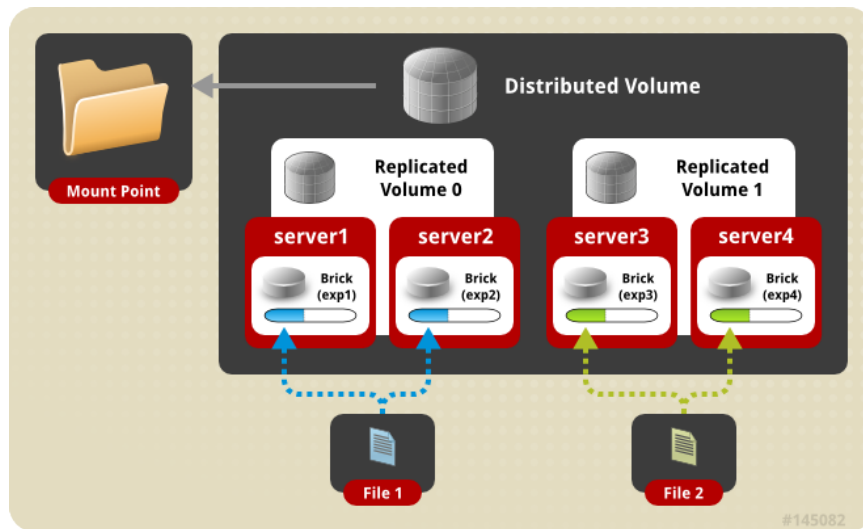 Distributed Volume
Mount Point
Replicated
Volume 0
Replicated
Volume 1
server1
server2
server3
server4
Brick
(exp1)
Brick
(exp2)
Brick
(exp3)
Brick
(exp4)
File 1
File 2
#145082